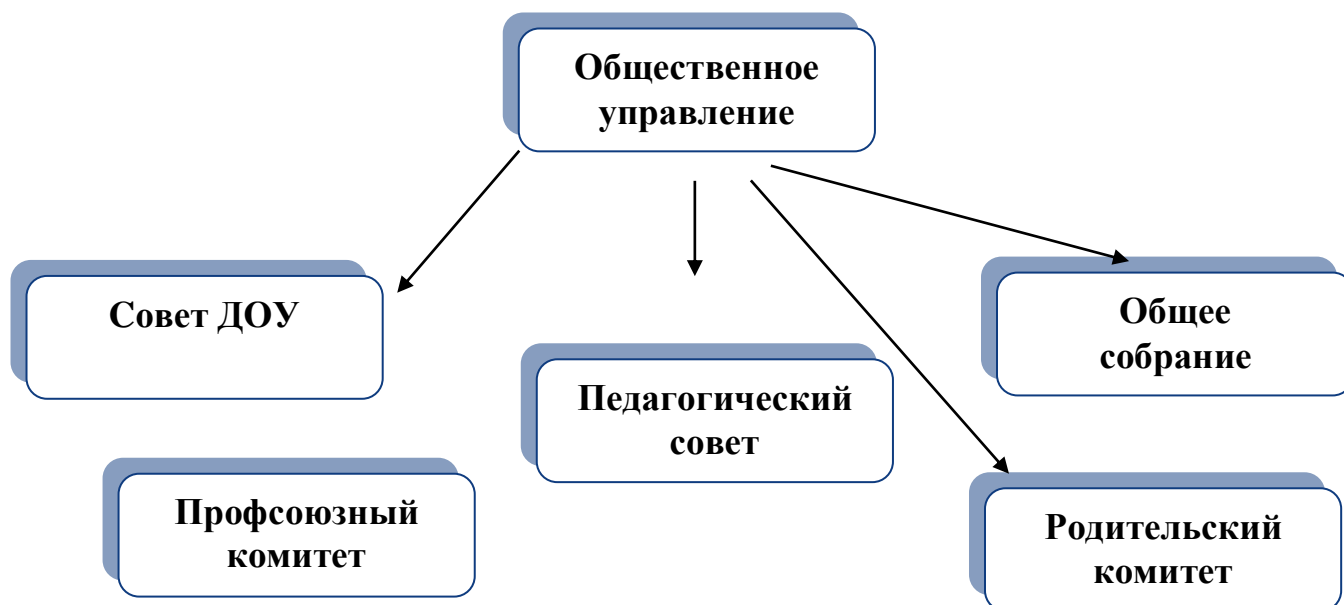 Общественное
управление
Совет ДОУ
Общее
собрание
Педагогический
совет
Профсоюзный
комитет
Родительский
комитет